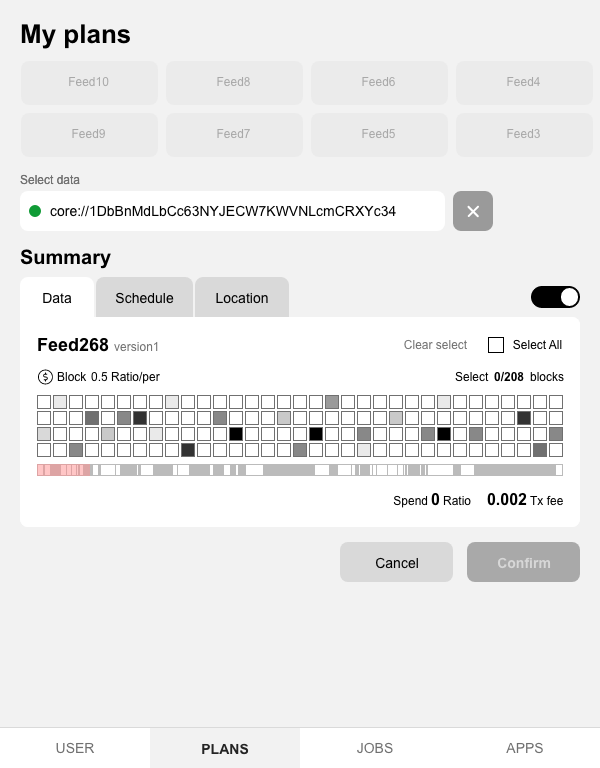 My plans
Feed10 Feed8 Feed6 Feed4
Feed9 Feed7 Feed5 Feed3
Select data
core://1DbBnMdLbCc63NYJECW7KWVNLcmCRXYc34
Summary
Data Schedule Location
Feed268 version1 Clear select Select All
$ Block 0.5 Ratio/per Select 0/208 blocks
Spend 0 Ratio 0.002 Tx fee
Cancel Confirm
USER PLANS JOBS APPS